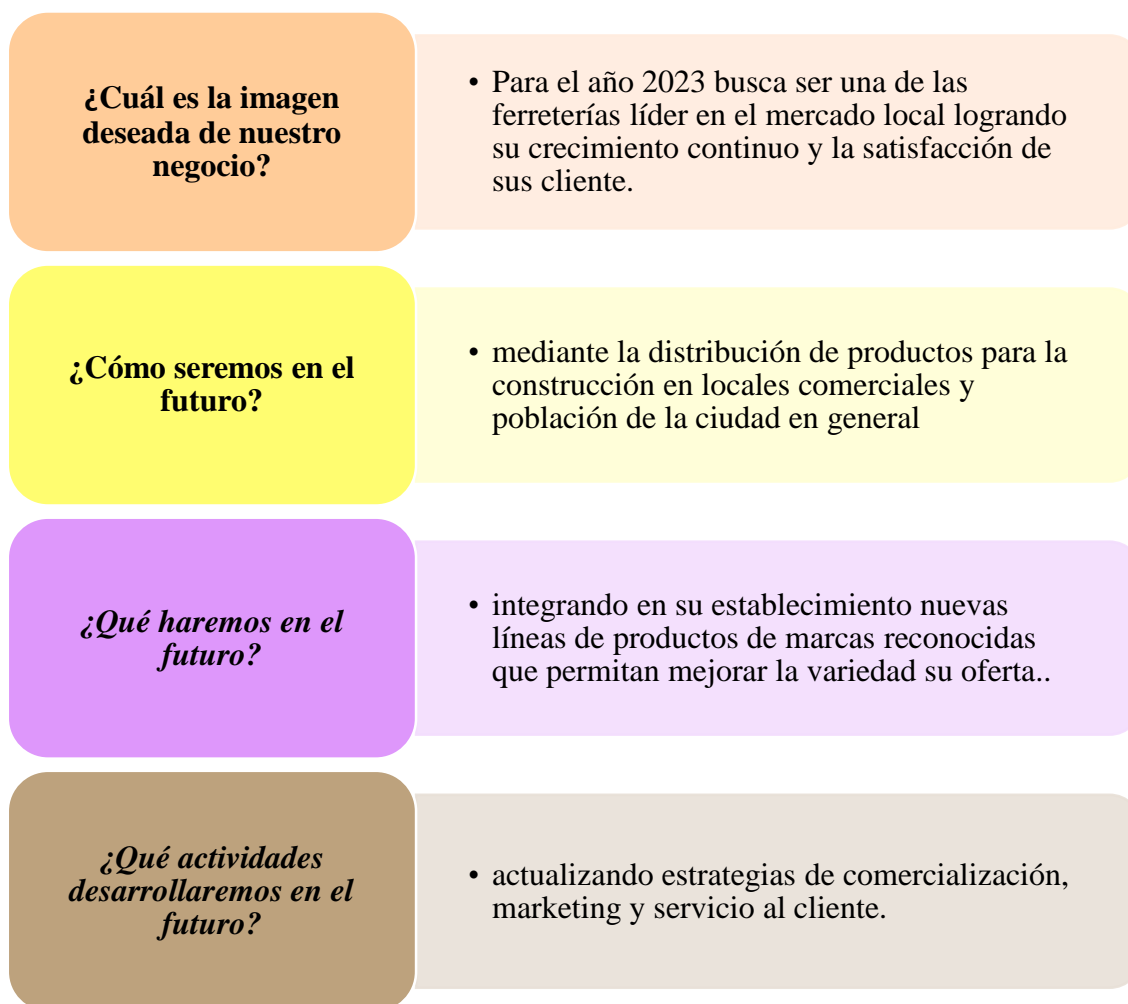 ¿Cuál es la imagen
deseada de nuestro
negocio?
• Para el año 2023 busca ser una de las
ferreterías líder en el mercado local logrando
su crecimiento continuo y la satisfacción de
sus cliente.
¿Cómo seremos en el
futuro?
• mediante la distribución de productos para la
construcción en locales comerciales y
población de la ciudad en general
¿Qué haremos en el
futuro?
• integrando en su establecimiento nuevas
líneas de productos de marcas reconocidas
que permitan mejorar la variedad su oferta..
¿Qué actividades
desarrollaremos en el
futuro?
• actualizando estrategias de comercialización,
marketing y servicio al cliente.